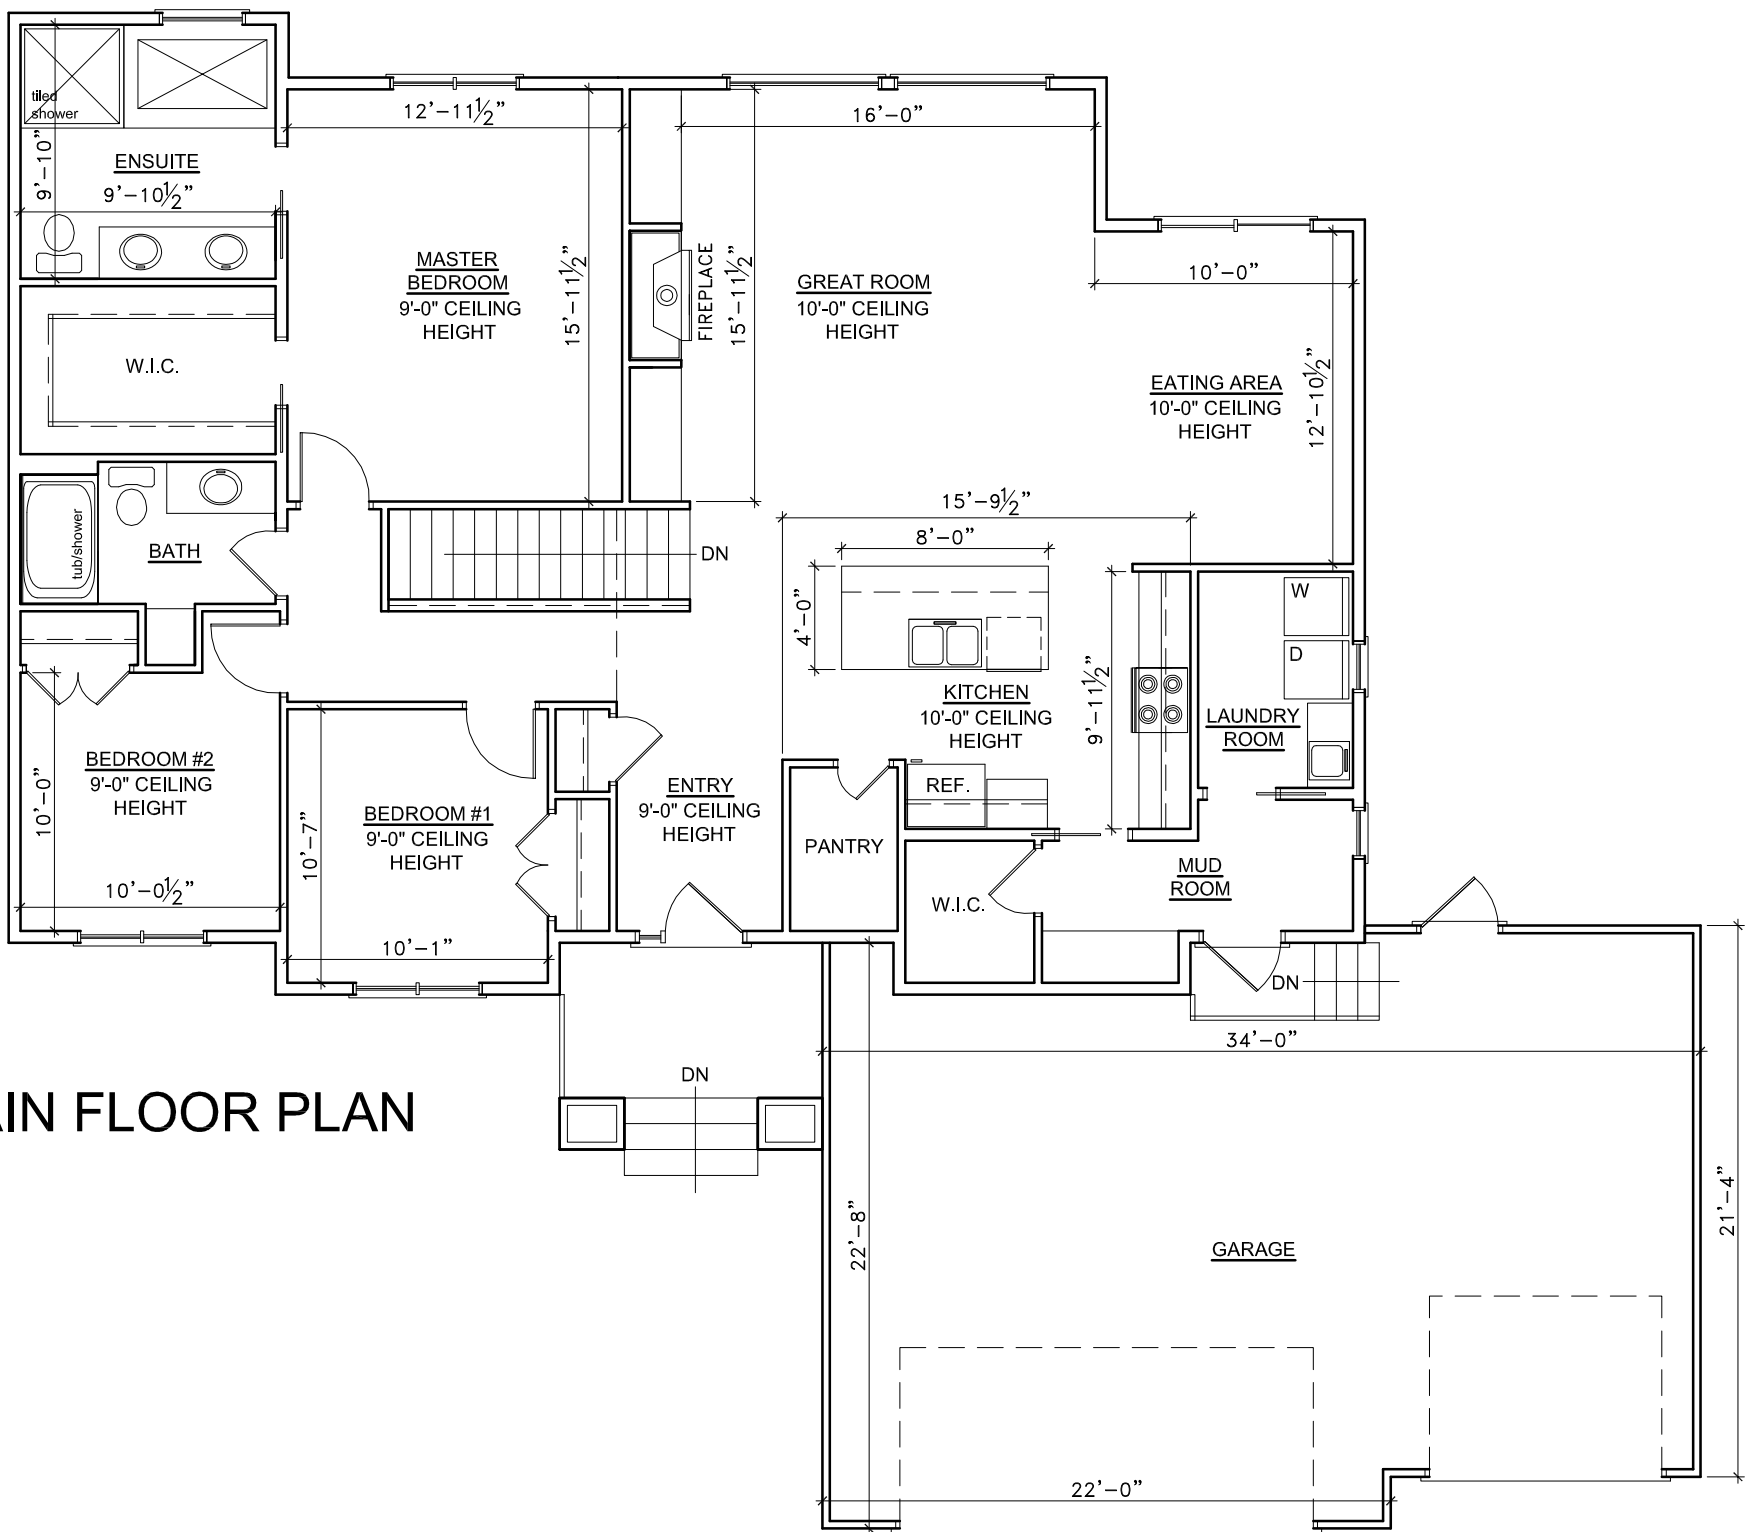 tiled
shower
9'-10"
ENSUITE
9'-10½"
12'-11½"
MASTER
BEDROOM
9'-0" CEILING
HEIGHT
15'-11½"
FIREPLACE
15'-11½"
16'-0"
GREAT ROOM
10'-0" CEILING
HEIGHT
10'-0"
EATING AREA
10'-0" CEILING
HEIGHT
12'-10½"
W.I.C.
tub/shower
BATH
DN
15'-9½"
8'-0"
4'-0"
KITCHEN
10'-0" CEILING
HEIGHT
9'-11½"
W
D
LAUNDRY
ROOM
BEDROOM #2
9'-0" CEILING
HEIGHT
10'-0"
10'-0½"
BEDROOM #1
9'-0" CEILING
HEIGHT
10'-7"
10'-1"
ENTRY
9'-0" CEILING
HEIGHT
REF.
PANTRY
W.I.C.
MUD
ROOM
DN
34'-0"
DN
AIN FLOOR PLAN
22'-8"
GARAGE
21'-4"
22'-0"